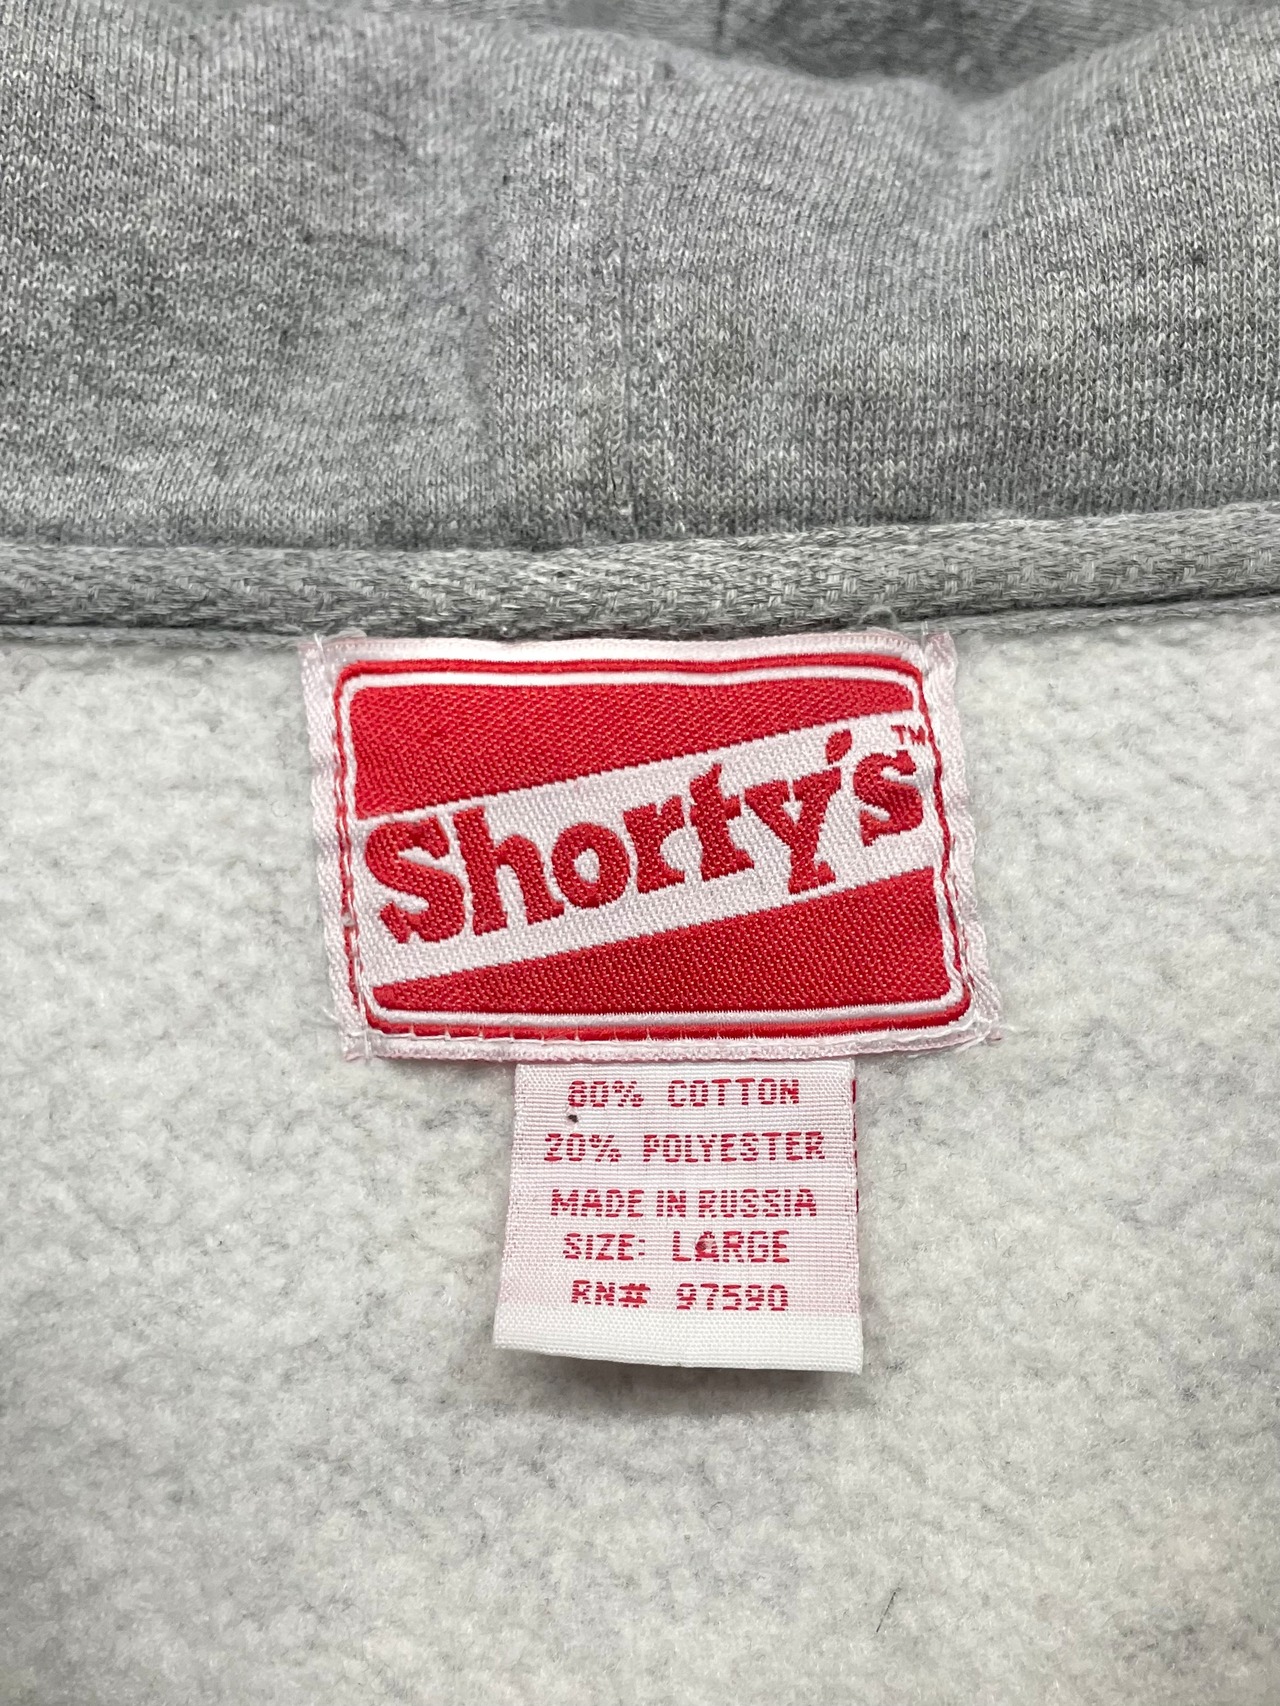 Shorty's™
80% COTTON
20% POLYESTER
MADE IN RUSSIA
SIZE: LARGE
RN# 97590